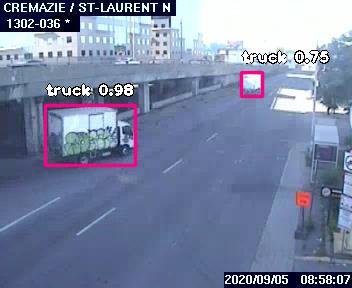 CREMAZIE / ST-LAURENT N
1302-036 *
truck 0.75
truck 0.98
2020/09/05 08:58:07